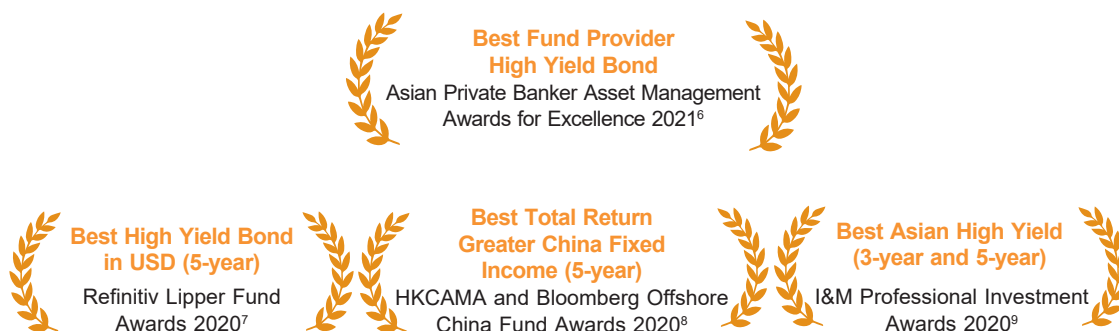 Best Fund Provider
High Yield Bond
Asian Private Banker Asset Management
Awards for Excellence 2021⁶
Best High Yield Bond
in USD (5-year)
Refinitiv Lipper Fund
Awards 2020⁷
Best Total Return
Greater China Fixed
Income (5-year)
HKCAMA and Bloomberg Offshore
China Fund Awards 2020⁸
Best Asian High Yield
(3-year and 5-year)
I&M Professional Investment
Awards 2020⁹